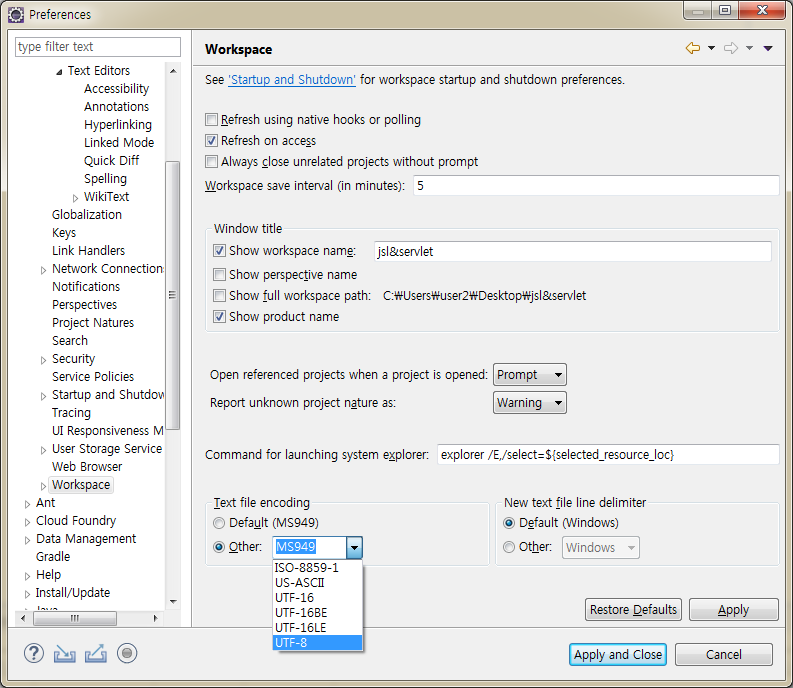 Preferences
type filter text
Text Editors
Accessibility
Annotations
Hyperlinking
Linked Mode
Quick Diff
Spelling
WikiText
Globalization
Keys
Link Handlers
Network Connection
Notifications
Perspectives
Project Natures
Search
Security
Service Policies
Startup and Shutdow
Tracing
UI Responsiveness M
User Storage Service
Web Browser
Workspace
Ant
Cloud Foundry
Data Management
Gradle
Help
Install/Update
Java
Workspace
See 'Startup and Shutdown' for workspace startup and shutdown preferences.
Refresh using native hooks or polling
Refresh on access
Always close unrelated projects without prompt
Workspace save interval (in minutes): 5
Window title
Show workspace name: jsl&servlet
Show perspective name
Show full workspace path: C:₩Users₩user2₩Desktop₩jsl&servlet
Show product name
Open referenced projects when a project is opened: Prompt
Report unknown project nature as: Warning
Command for launching system explorer: explorer /E,/select=${selected_resource_loc}
Text file encoding
Default (MS949)
Other: MS949
ISO-8859-1
US-ASCII
UTF-16
UTF-16BE
UTF-16LE
UTF-8
New text file line delimiter
Default (Windows)
Other: Windows
Restore Defaults Apply
Apply and Close Cancel